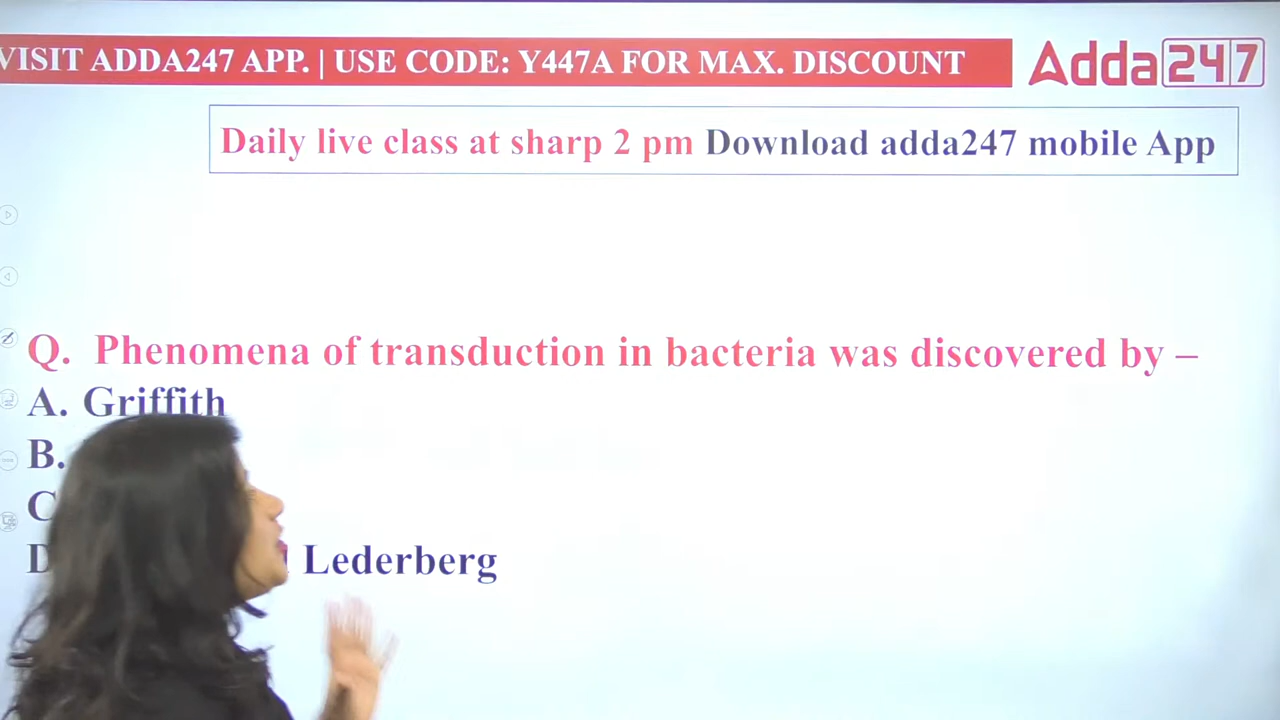 VISIT ADDA247 APP. | USE CODE: Y447A FOR MAX. DISCOUNT
Adda247
Daily live class at sharp 2 pm Download adda247 mobile App
Q. Phenomena of transduction in bacteria was discovered by –
A. Griffith
B.
C
D Lederberg